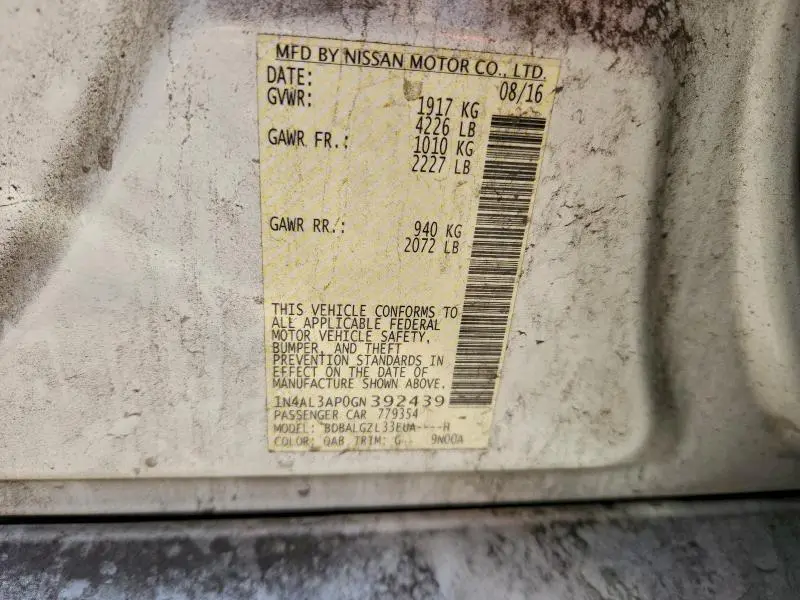 MFD BY NISSAN MOTOR CO., LTD.
DATE: 08/16
GVWR: 1917 KG
4226 LB
GAWR FR.: 1010 KG
2227 LB
GAWR RR.: 940 KG
2072 LB
THIS VEHICLE CONFORMS TO
ALL APPLICABLE FEDERAL
MOTOR VEHICLE SAFETY,
BUMPER, AND THEFT
PREVENTION STANDARDS IN
EFFECT ON THE DATE OF
MANUFACTURE SHOWN ABOVE.
1N4AL3AP0GN392439
PASSENGER CAR 779354
MODEL: BDBALGZL33EUA----H
COLOR: QAB TRIM: G 9N00A